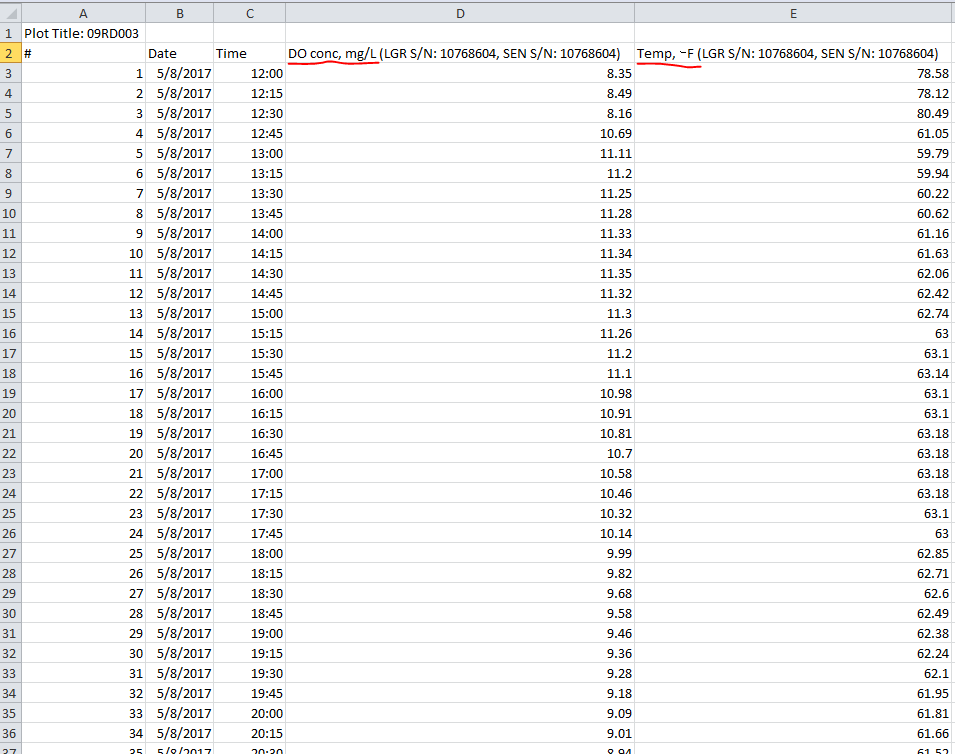 A B C D E
1 Plot Title: 09RD003
2 # Date Time DO conc, mg/L (LGR S/N: 10768604, SEN S/N: 10768604) Temp, ~F (LGR S/N: 10768604, SEN S/N: 10768604)
3 1 5/8/2017 12:00 8.35 78.58
4 2 5/8/2017 12:15 8.49 78.12
5 3 5/8/2017 12:30 8.16 80.49
6 4 5/8/2017 12:45 10.69 61.05
7 5 5/8/2017 13:00 11.11 59.79
8 6 5/8/2017 13:15 11.2 59.94
9 7 5/8/2017 13:30 11.25 60.22
10 8 5/8/2017 13:45 11.28 60.62
11 9 5/8/2017 14:00 11.33 61.16
12 10 5/8/2017 14:15 11.34 61.63
13 11 5/8/2017 14:30 11.35 62.06
14 12 5/8/2017 14:45 11.32 62.42
15 13 5/8/2017 15:00 11.3 62.74
16 14 5/8/2017 15:15 11.26 63
17 15 5/8/2017 15:30 11.2 63.1
18 16 5/8/2017 15:45 11.1 63.14
19 17 5/8/2017 16:00 10.98 63.1
20 18 5/8/2017 16:15 10.91 63.1
21 19 5/8/2017 16:30 10.81 63.18
22 20 5/8/2017 16:45 10.7 63.18
23 21 5/8/2017 17:00 10.58 63.18
24 22 5/8/2017 17:15 10.46 63.18
25 23 5/8/2017 17:30 10.32 63.1
26 24 5/8/2017 17:45 10.14 63
27 25 5/8/2017 18:00 9.99 62.85
28 26 5/8/2017 18:15 9.82 62.71
29 27 5/8/2017 18:30 9.68 62.6
30 28 5/8/2017 18:45 9.58 62.49
31 29 5/8/2017 19:00 9.46 62.38
32 30 5/8/2017 19:15 9.36 62.24
33 31 5/8/2017 19:30 9.28 62.1
34 32 5/8/2017 19:45 9.18 61.95
35 33 5/8/2017 20:00 9.09 61.81
36 34 5/8/2017 20:15 9.01 61.66
37 35 5/8/2017 20:30 8.94 61.52